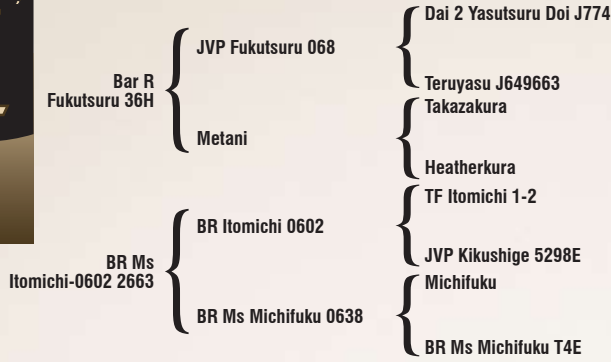 Dai 2 Yasutsuru Doi J774
JVP Fukutsuru 068
Bar R
Fukutsuru 36H
Teruyasu J649663
Takazakura
Metani
Heatherkura
TF Itomichi 1-2
BR Itomichi 0602
BR Ms
Itomichi-0602 2663
JVP Kikushige 5298E
Michifuku
BR Ms Michifuku 0638
BR Ms Michifuku T4E